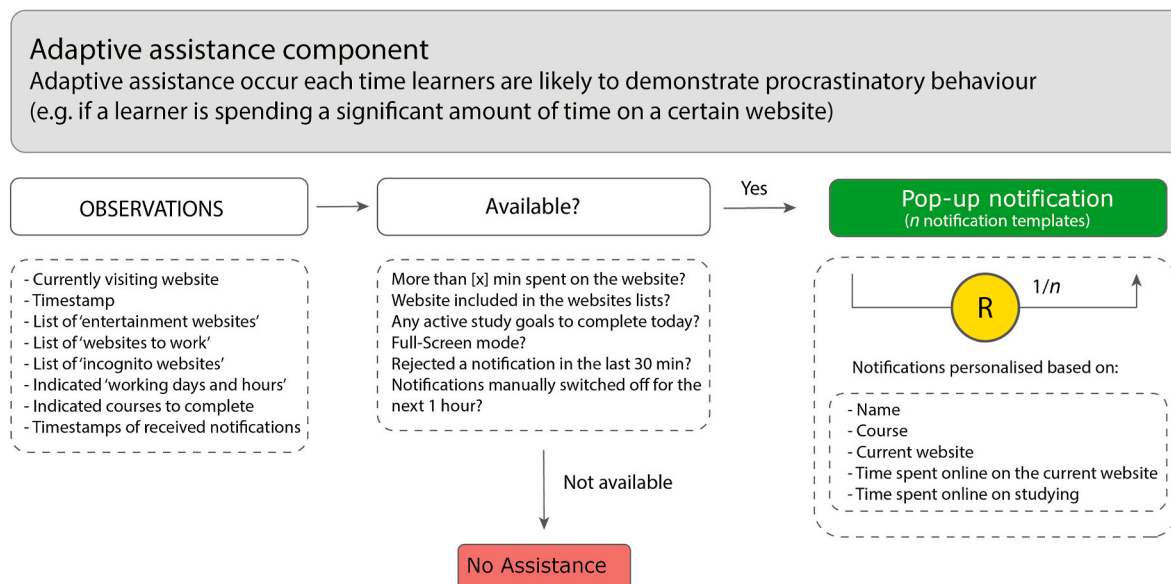 Adaptive assistance component
Adaptive assistance occur each time learners are likely to demonstrate procrastinatory behaviour
(e.g. if a learner is spending a significant amount of time on a certain website)
OBSERVATIONS
- Currently visiting website
- Timestamp
- List of ‘entertainment websites’
- List of ‘websites to work’
- List of ‘incognito websites’
- Indicated ‘working days and hours’
- Indicated courses to complete
- Timestamps of received notifications
Available?
More than [x] min spent on the website?
Website included in the websites lists?
Any active study goals to complete today?
Full-Screen mode?
Rejected a notification in the last 30 min?
Notifications manually switched off for the
next 1 hour?
Not available
No Assistance
Yes
Pop-up notification
(n notification templates)
R
1/n
Notifications personalised based on:
- Name
- Course
- Current website
- Time spent online on the current website
- Time spent online on studying